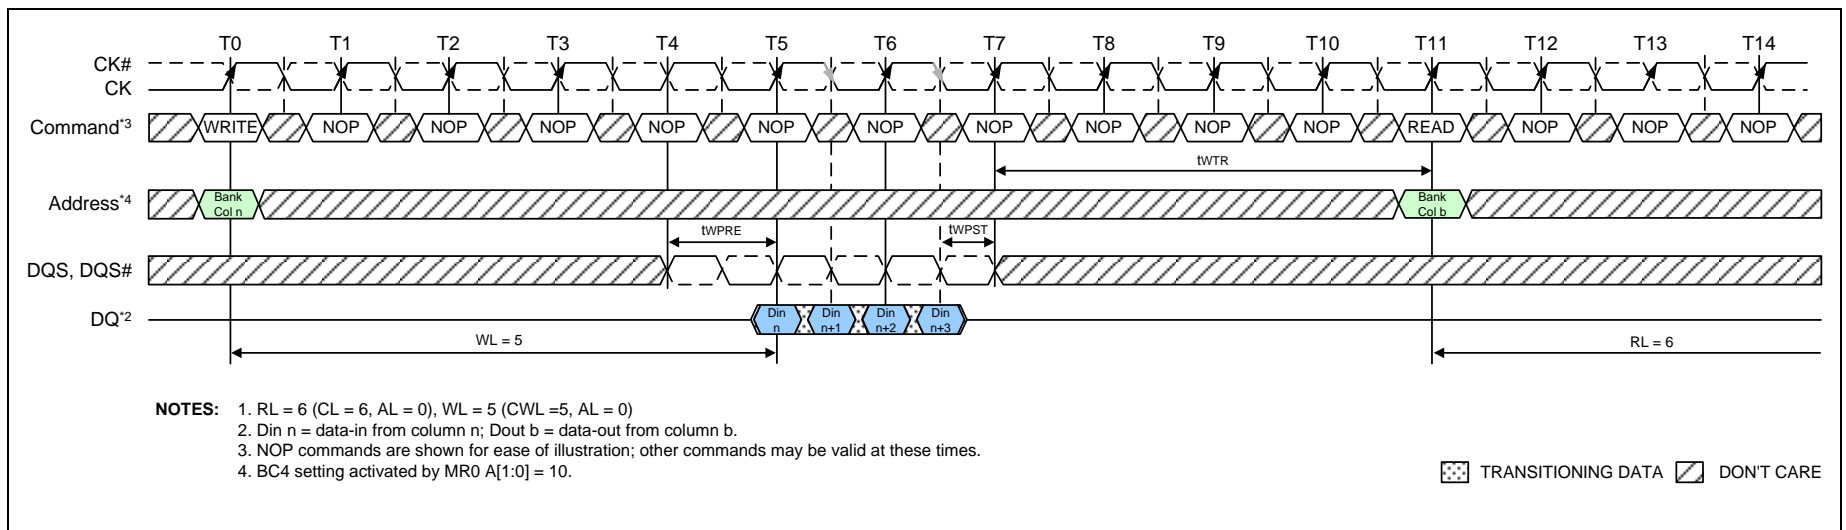 T0 T1 T2 T3 T4 T5 T6 T7 T8 T9 T10 T11 T12 T13 T14
CK#
CK
Command*3 WRITE NOP NOP NOP NOP NOP NOP NOP NOP NOP NOP READ NOP NOP NOP
tWTR
Address*4 Bank Col n Bank Col b
tWPRE tWPST
DQS, DQS#
DQ*2 Din n Din n+1 Din n+2 Din n+3
WL = 5 RL = 6
NOTES: 1. RL = 6 (CL = 6, AL = 0), WL = 5 (CWL =5, AL = 0)
2. Din n = data-in from column n; Dout b = data-out from column b.
3. NOP commands are shown for ease of illustration; other commands may be valid at these times.
4. BC4 setting activated by MR0 A[1:0] = 10.
TRANSITIONING DATA DON'T CARE